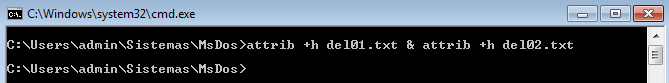 C:\Windows\system32\cmd.exe
C:\Users\admin\Sistemas\MsDos>attrib +h del01.txt & attrib +h del02.txt
C:\Users\admin\Sistemas\MsDos>